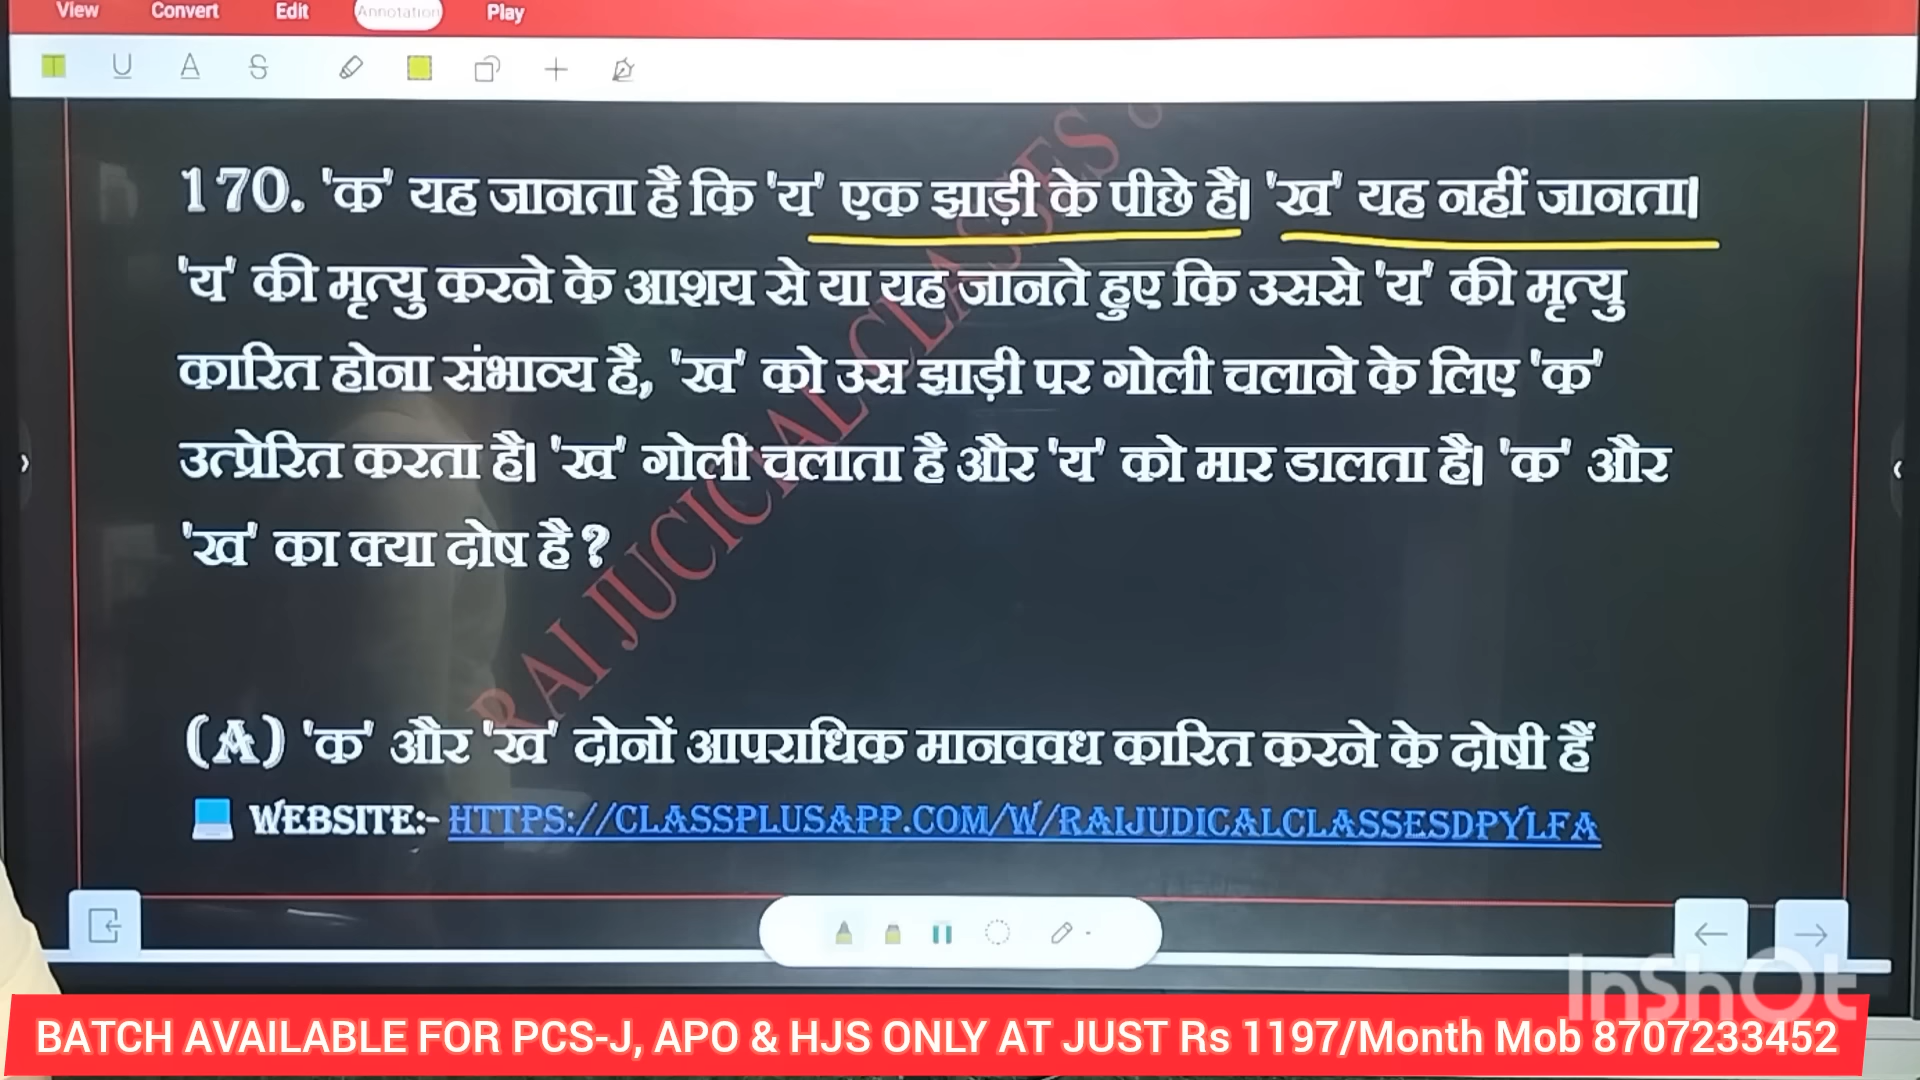 View Convert Edit Annotation Play
170. 'क' यह जानता है कि 'य' एक झाड़ी के पीछे है। 'ख' यह नहीं जानता।
'य' की मृत्यु करने के आशय से या यह जानते हुए कि उससे 'य' की मृत्यु
कारित होना संभाव्य है, 'ख' को उस झाड़ी पर गोली चलाने के लिए 'क'
उत्प्रेरित करता है। 'ख' गोली चलाता है और 'य' को मार डालता है। 'क' और
'ख' का क्या दोष है?
RAI JUCICIAL CLASSES
(A) 'क' और 'ख' दोनों आपराधिक मानववध कारित करने के दोषी हैं
WEBSITE:- HTTPS://CLASSPLUSAPP.COM/W/RAIJUDICALCLASSESDPYLFA
InShOt
BATCH AVAILABLE FOR PCS-J, APO & HJS ONLY AT JUST Rs 1197/Month Mob 8707233452